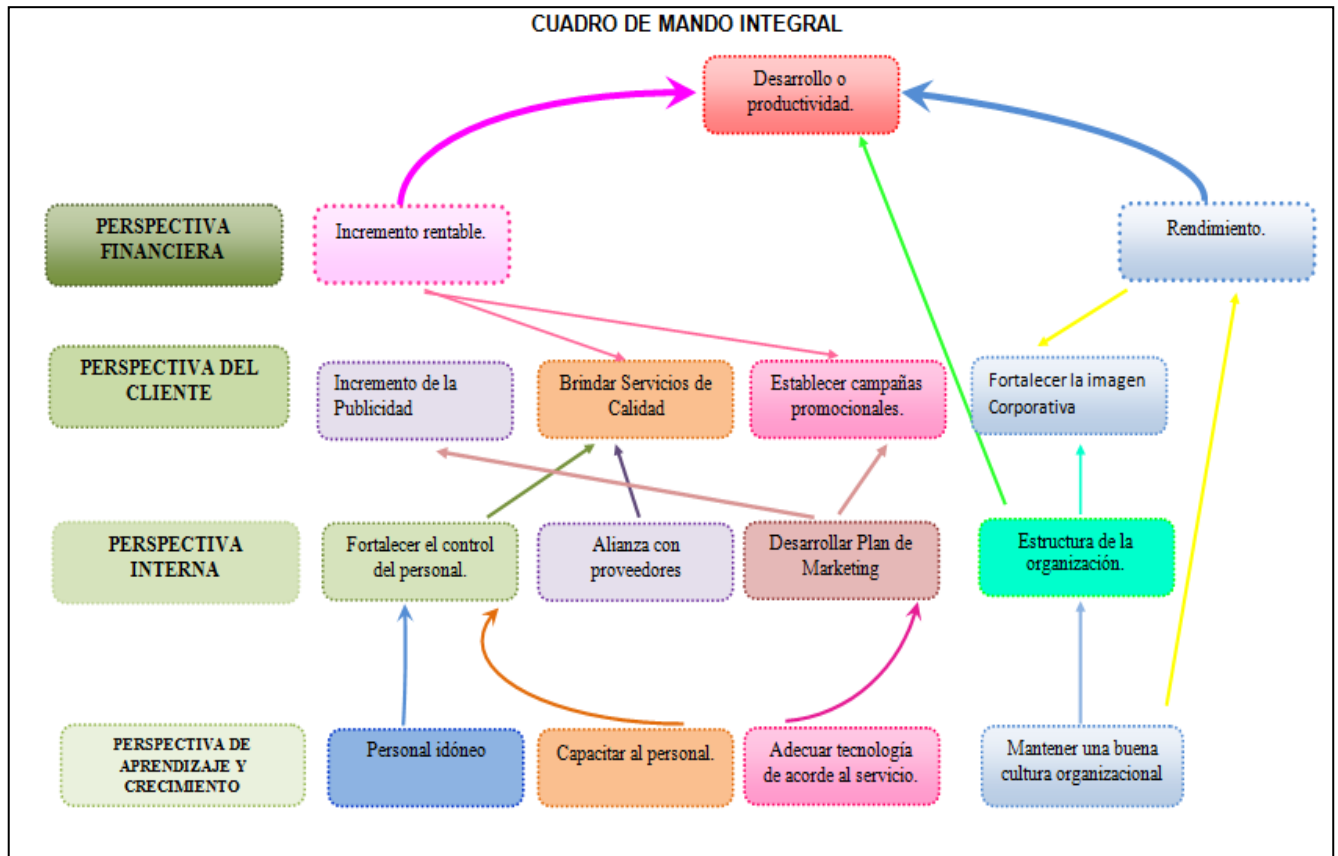 CUADRO DE MANDO INTEGRAL
Desarrollo o
productividad.
PERSPECTIVA
FINANCIERA
Incremento rentable.
Rendimiento.
PERSPECTIVA DEL
CLIENTE
Incremento de la
Publicidad
Brindar Servicios de
Calidad
Establecer campañas
promocionales.
Fortalecer la imagen
Corporativa
PERSPECTIVA
INTERNA
Fortalecer el control
del personal.
Alianza con
proveedores
Desarrollar Plan de
Marketing
Estructura de la
organización.
PERSPECTIVA DE
APRENDIZAJE Y
CRECIMIENTO
Personal idóneo
Capacitar al personal.
Adecuar tecnología
de acorde al servicio.
Mantener una buena
cultura organizacional